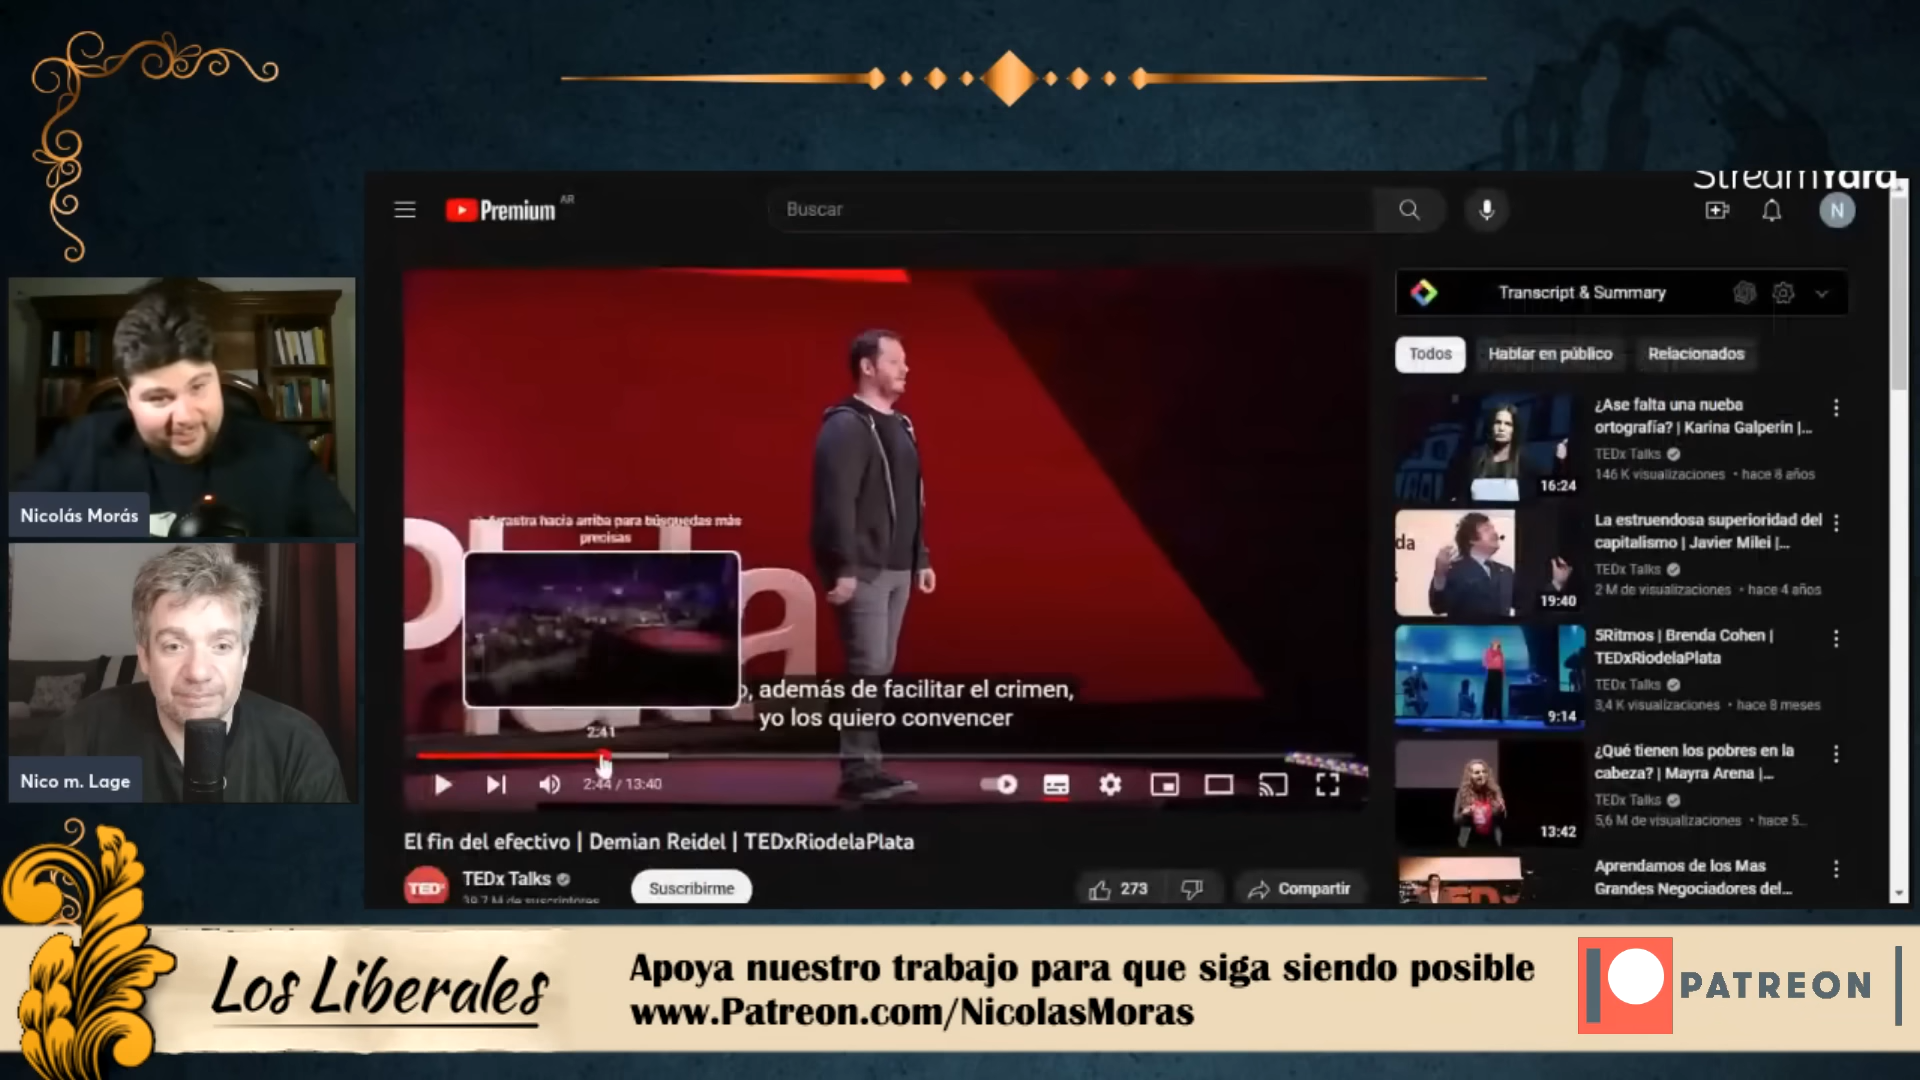 StreamYard
Premium AR
Buscar
N
Transcript & Summary
Todos
Hablar en público
Relacionados
¿Ase falta una nueba
ortografía? | Karina Galperin |...
TEDx Talks
146 K visualizaciones • hace 8 años
16:24
La estruendosa superioridad del
capitalismo | Javier Milei |...
TEDx Talks
2 M de visualizaciones • hace 4 años
19:40
5Ritmos | Brenda Cohen |
TEDxRiodelaPlata
TEDx Talks
3,4 K visualizaciones • hace 8 meses
9:14
¿Qué tienen los pobres en la
cabeza? | Mayra Arena |...
TEDx Talks
5,6 M de visualizaciones • hace 5...
13:42
Aprendamos de los Mas
Grandes Negociadores del...
Arrastra hacia arriba para búsquedas más
precisas
, además de facilitar el crimen,
yo los quiero convencer
2:41
2:44 / 13:40
El fin del efectivo | Demian Reidel | TEDxRiodelaPlata
TED
TEDx Talks
39,7 M de suscriptores
Suscribirme
273
Compartir
Nicolás Morás
Nico m. Lage
Los Liberales
Apoya nuestro trabajo para que siga siendo posible
www.Patreon.com/NicolasMoras
PATREON